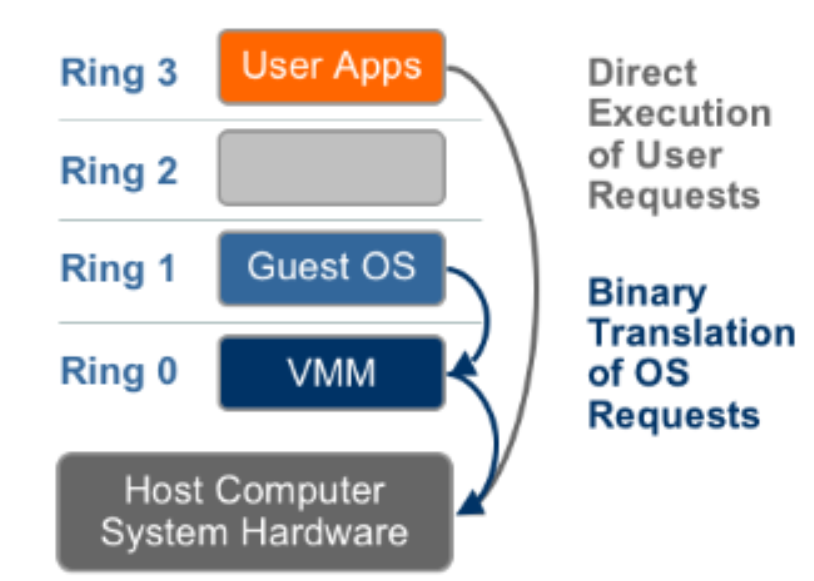 Ring 3
User Apps
Ring 2
Ring 1
Guest OS
Ring 0
VMM
Host Computer
System Hardware
Direct
Execution
of User
Requests
Binary
Translation
of OS
Requests